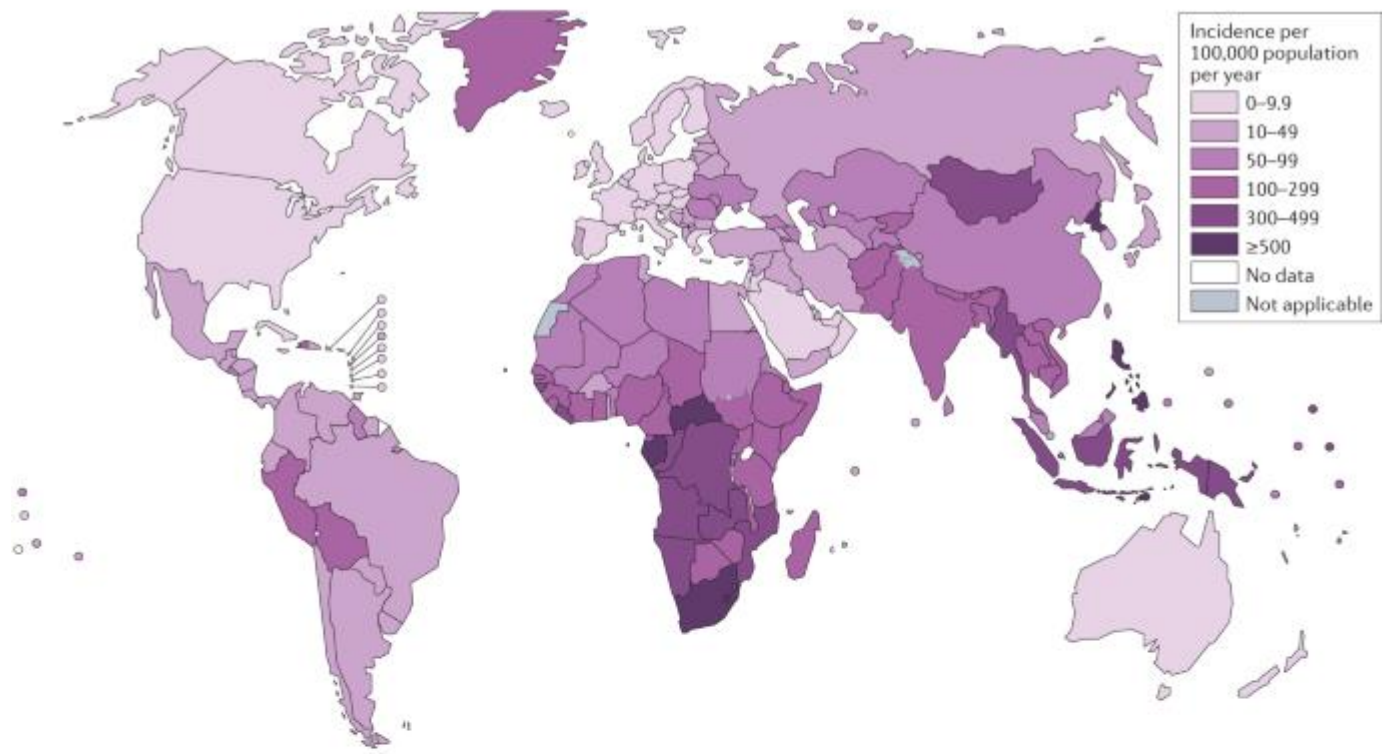 Incidence per
100,000 population
per year
0–9.9
10–49
50–99
100–299
300–499
≥500
No data
Not applicable